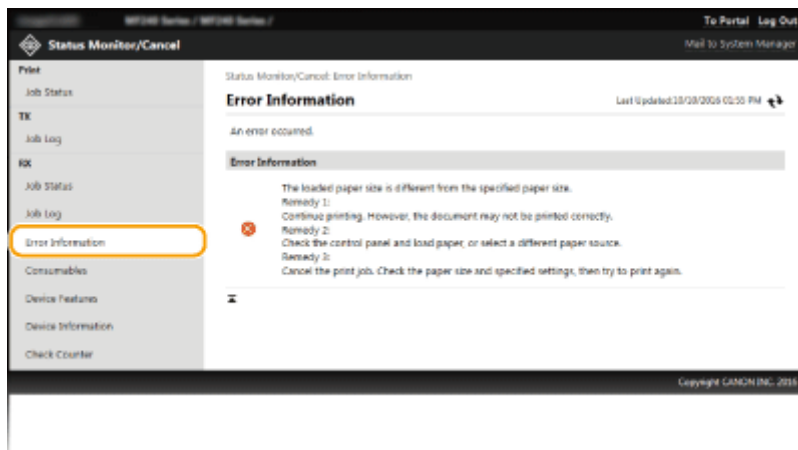 MF240 Series / MF240 Series /
To Portal Log Out
Status Monitor/Cancel
Mail to System Manager
Print
Job Status
TX
Job Log
RX
Job Status
Job Log
Error Information
Consumables
Device Features
Device Information
Check Counter
Status Monitor/Cancel: Error Information
Error Information
Last Updated:10/10/2016 01:55 PM
An error occurred.
Error Information
The loaded paper size is different from the specified paper size.
Remedy 1:
Continue printing. However, the document may not be printed correctly.
Remedy 2:
Check the control panel and load paper, or select a different paper source.
Remedy 3:
Cancel the print job. Check the paper size and specified settings, then try to print again.
Copyright CANON INC. 2016